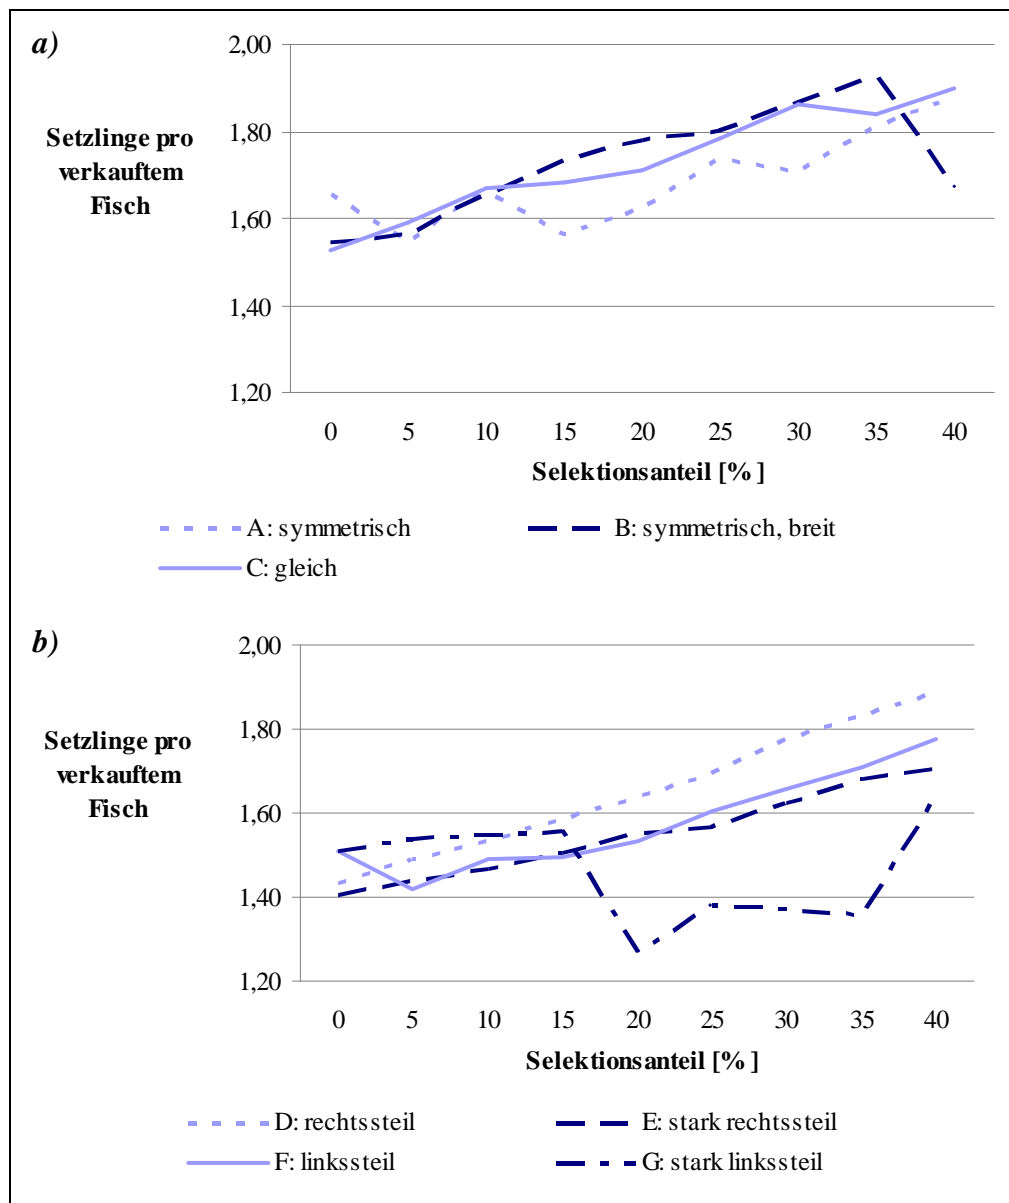 a)
Setzlinge pro
verkauftem
Fisch
2,00
1,80
1,60
1,40
1,20
0 5 10 15 20 25 30 35 40
Selektionsanteil [%]
A: symmetrisch B: symmetrisch, breit
C: gleich
b)
Setzlinge pro
verkauftem
Fisch
2,00
1,80
1,60
1,40
1,20
0 5 10 15 20 25 30 35 40
Selektionsanteil [%]
D: rechtssteil E: stark rechtssteil
F: linkssteil G: stark linkssteil